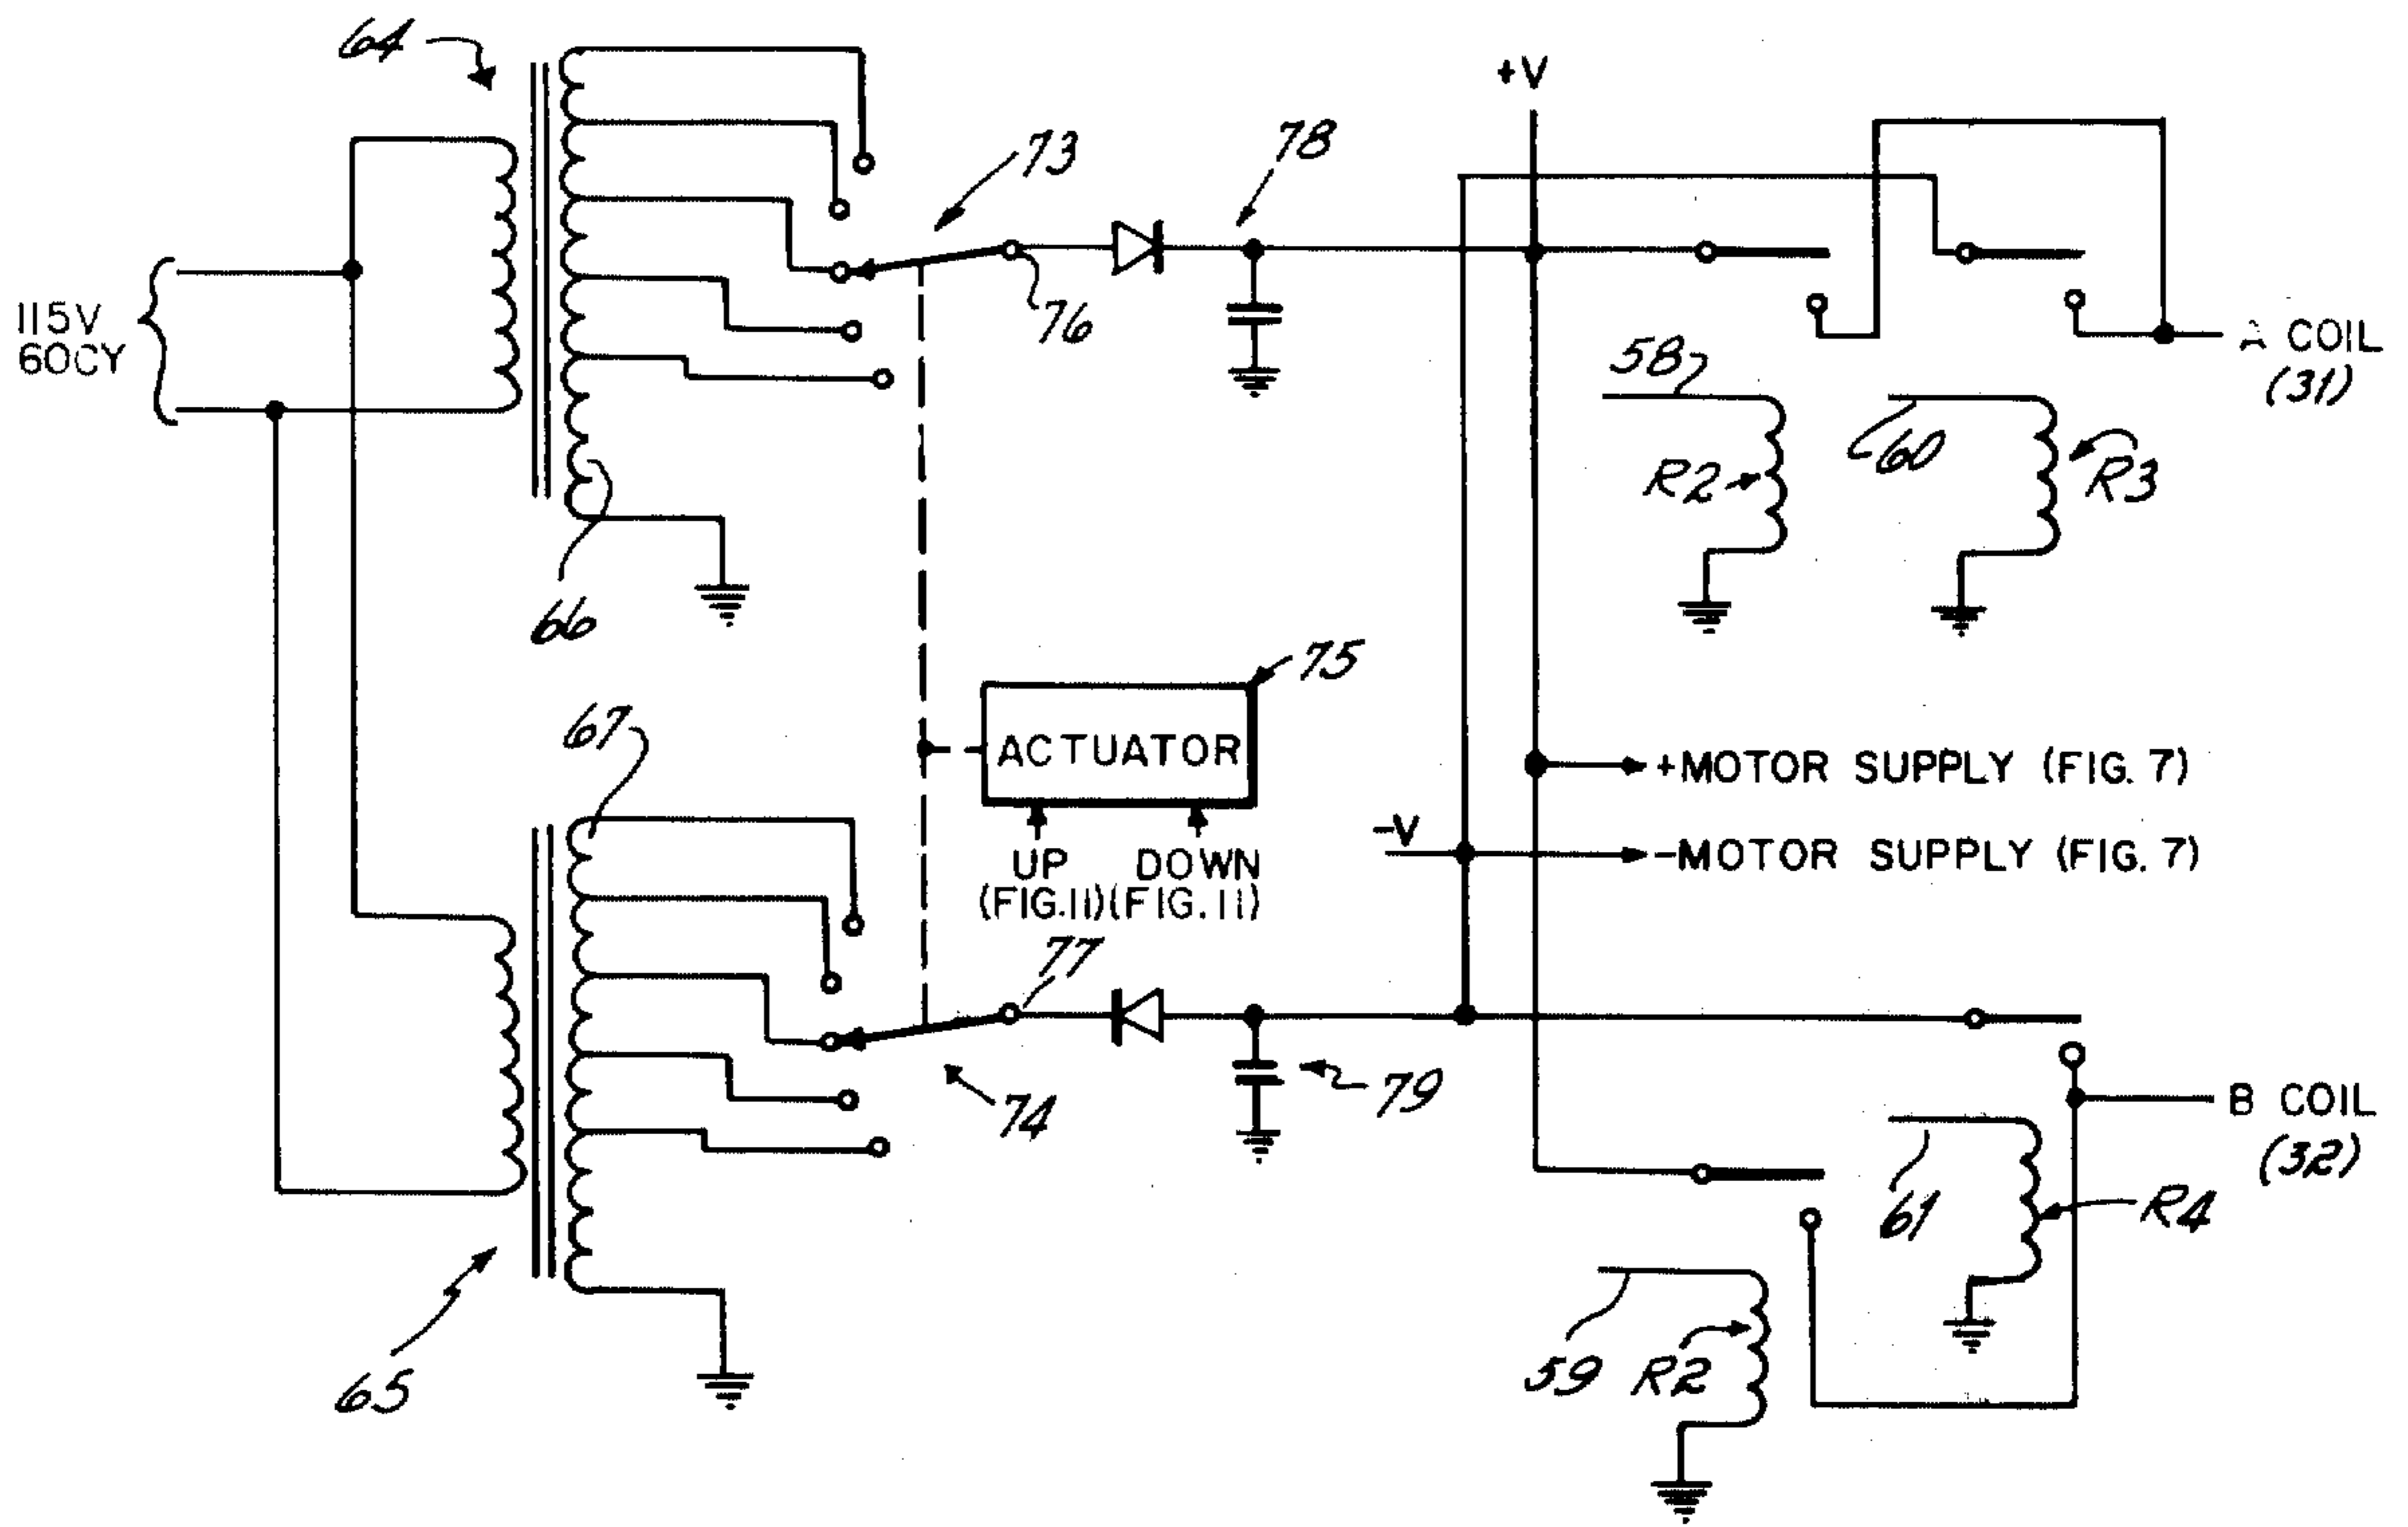 64
+V
73
78
115V
60CY
76
A COIL
(31)
58
60
R2
R3
66
75
67
ACTUATOR
+MOTOR SUPPLY (FIG. 7)
-V
-MOTOR SUPPLY (FIG. 7)
UP DOWN
(FIG.11)(FIG. 11)
77
79
74
B COIL
(32)
61
R4
65
59
R2